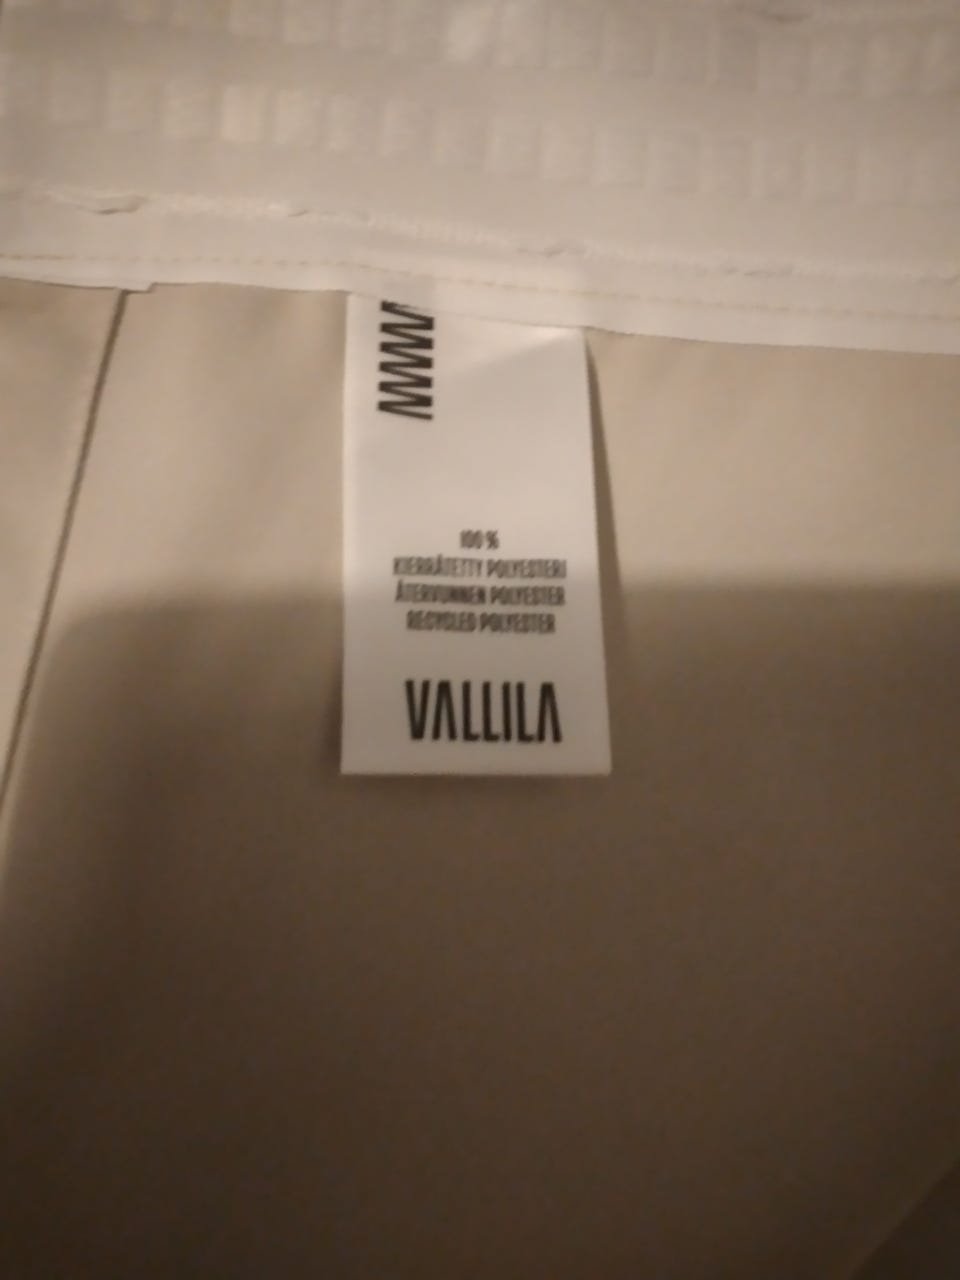 100 %
KIERRÄTETTY POLYESTERI
ÅTERVUNNEN POLYESTER
RECYCLED POLYESTER
VALLILA